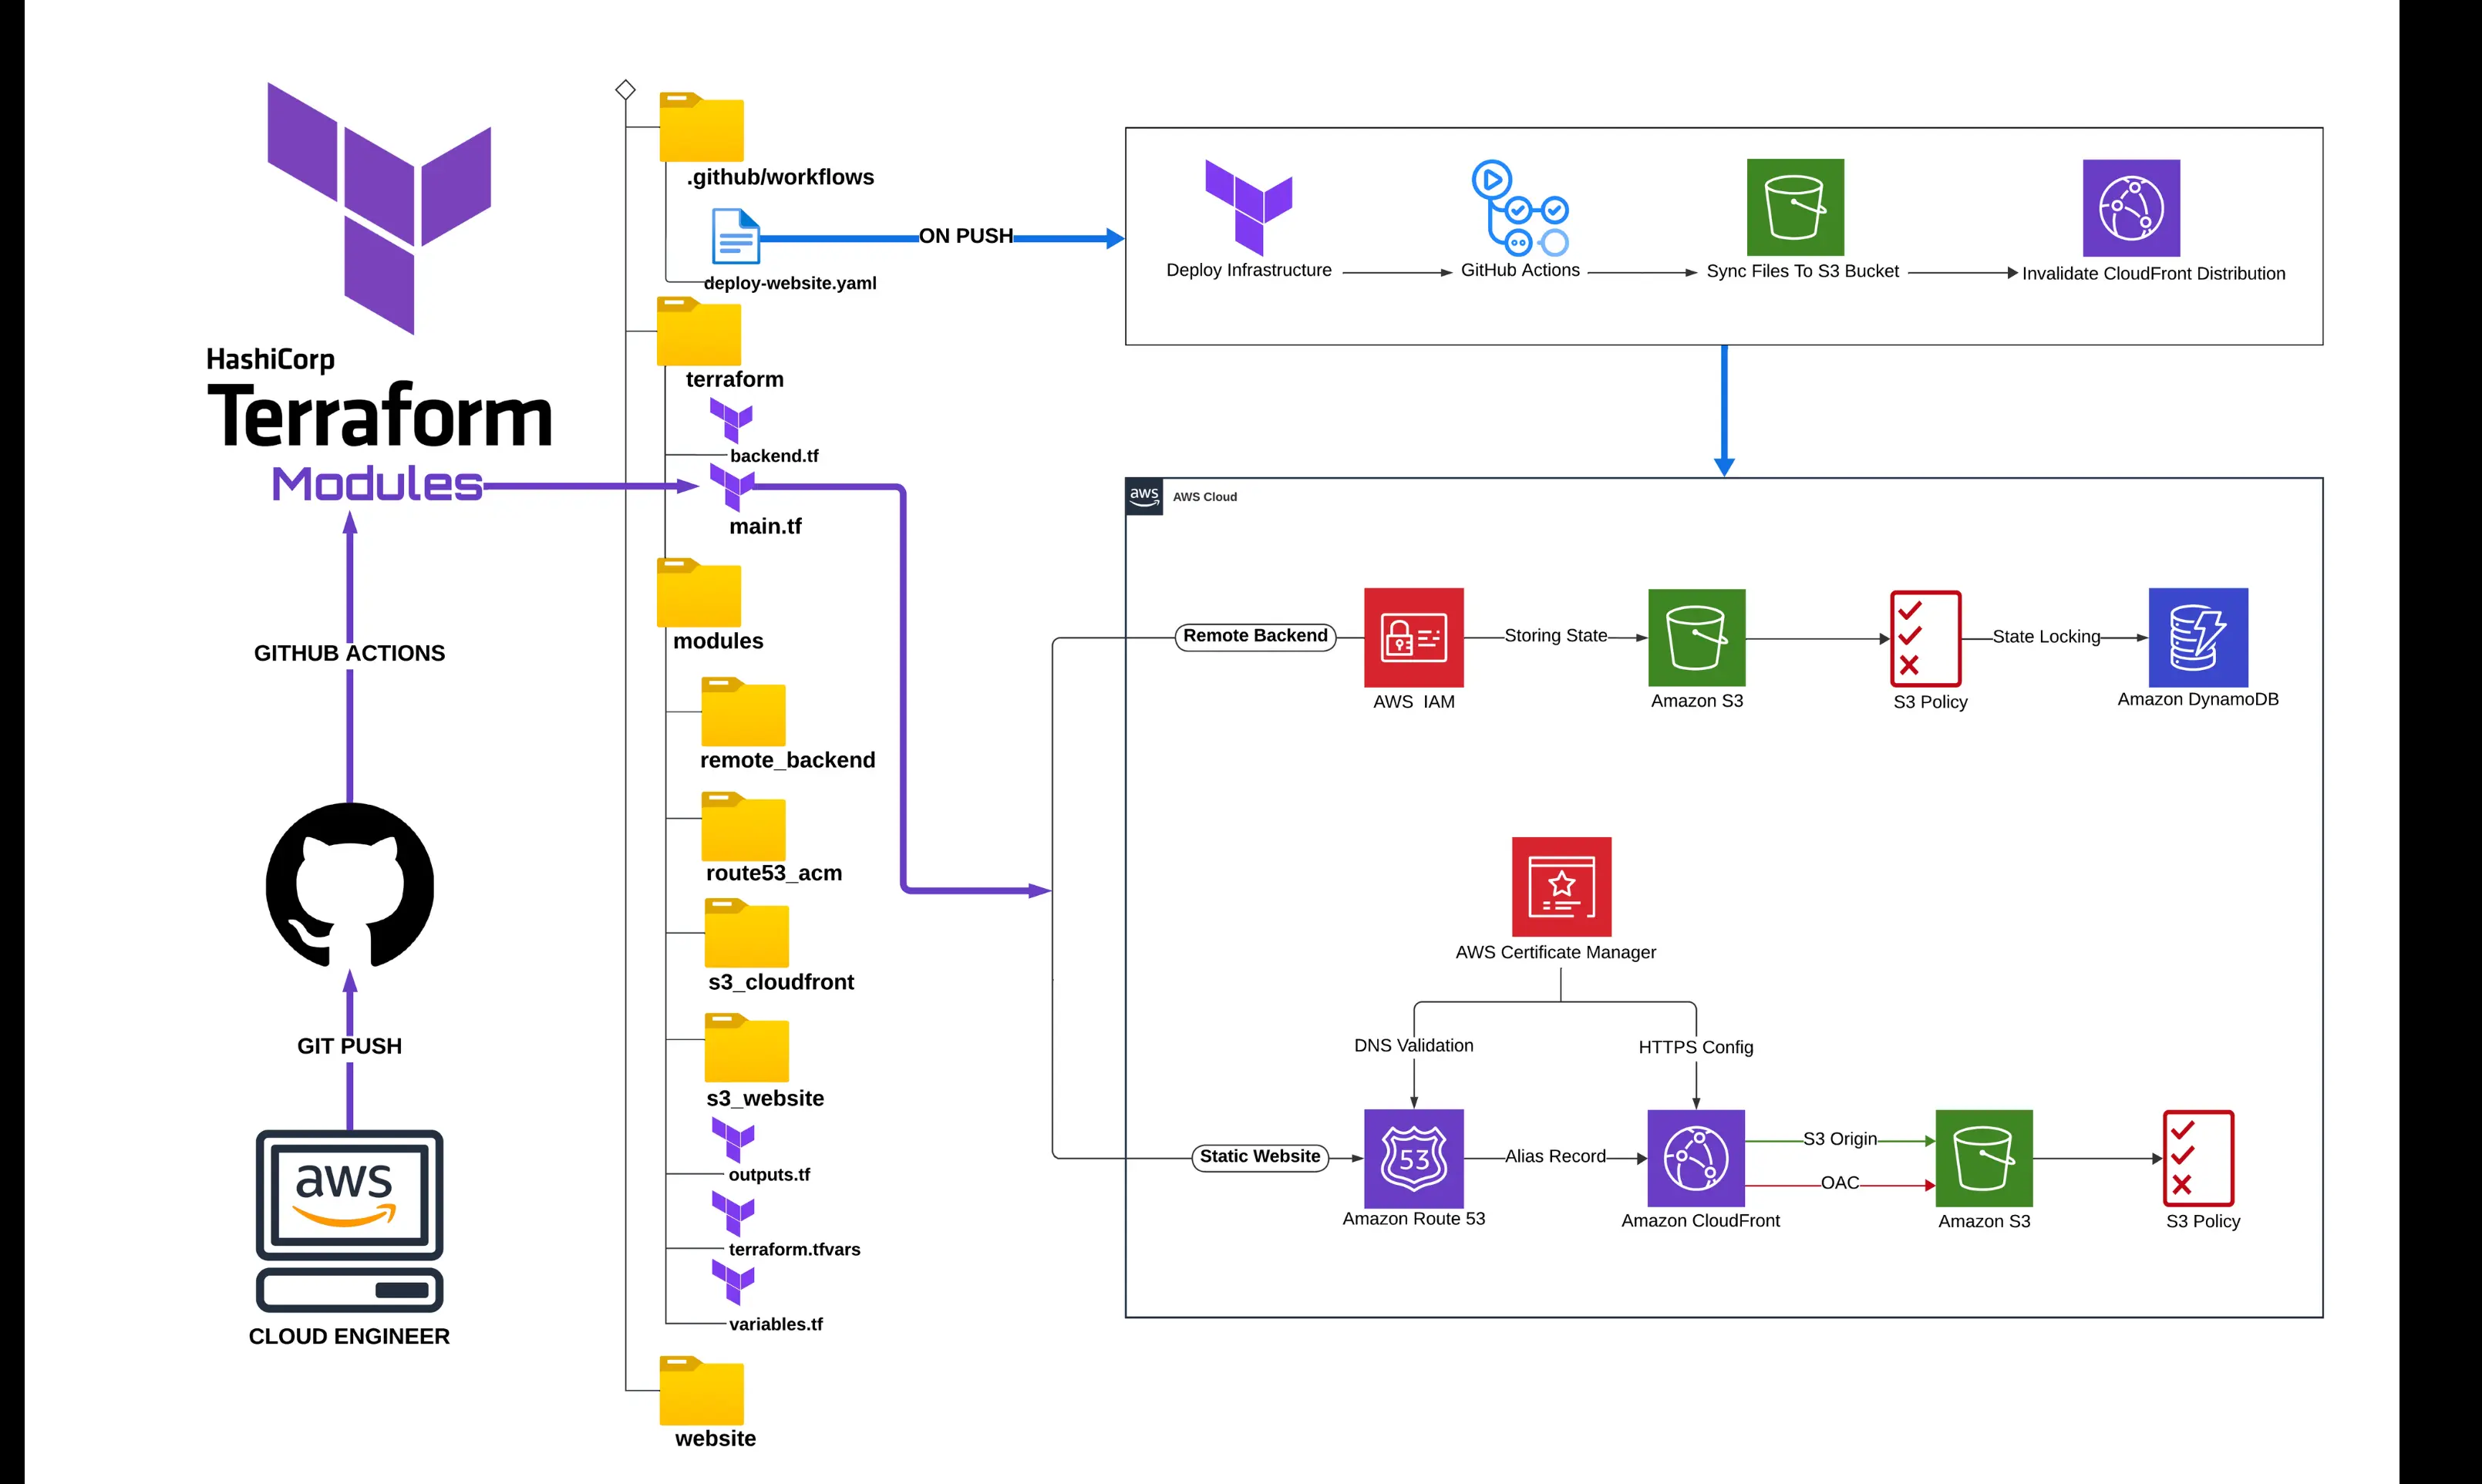 HashiCorp
Terraform
Modules
GITHUB ACTIONS
GIT PUSH
aws
CLOUD ENGINEER
.github/workflows
deploy-website.yaml
terraform
backend.tf
main.tf
modules
remote_backend
route53_acm
s3_cloudfront
s3_website
outputs.tf
terraform.tfvars
variables.tf
website
ON PUSH
Deploy Infrastructure
GitHub Actions
Sync Files To S3 Bucket
Invalidate CloudFront Distribution
aws
AWS Cloud
Remote Backend
AWS IAM
Storing State
Amazon S3
S3 Policy
State Locking
Amazon DynamoDB
AWS Certificate Manager
DNS Validation
HTTPS Config
Static Website
53
Amazon Route 53
Alias Record
Amazon CloudFront
S3 Origin
OAC
Amazon S3
S3 Policy